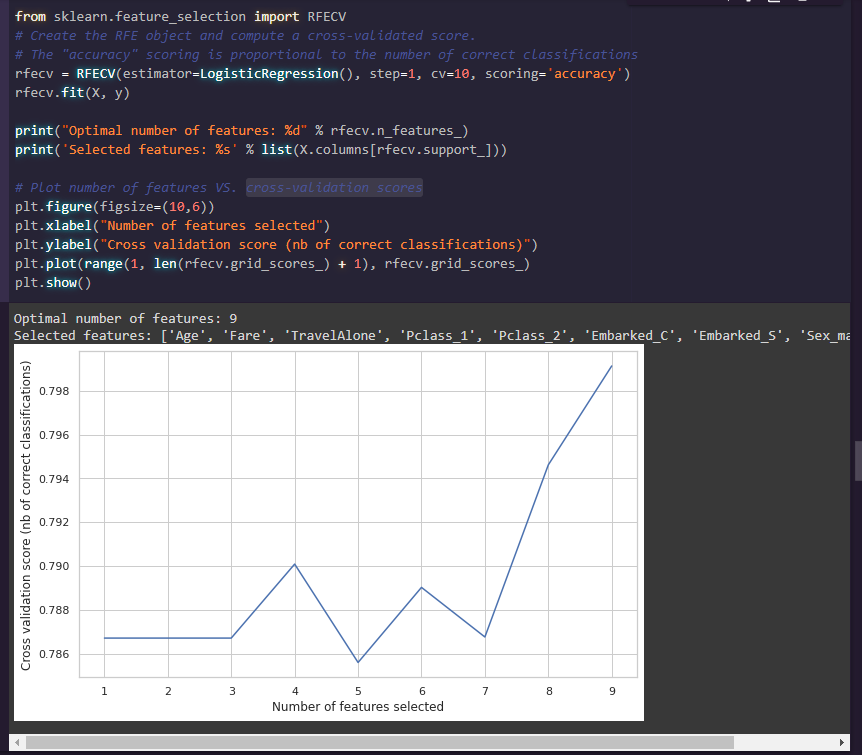 from sklearn.feature_selection import RFECV
# Create the RFE object and compute a cross-validated score.
# The "accuracy" scoring is proportional to the number of correct classifications
rfecv = RFECV(estimator=LogisticRegression(), step=1, cv=10, scoring='accuracy')
rfecv.fit(X, y)

print("Optimal number of features: %d" % rfecv.n_features_)
print('Selected features: %s' % list(X.columns[rfecv.support_]))

# Plot number of features VS. cross-validation scores
plt.figure(figsize=(10,6))
plt.xlabel("Number of features selected")
plt.ylabel("Cross validation score (nb of correct classifications)")
plt.plot(range(1, len(rfecv.grid_scores_) + 1), rfecv.grid_scores_)
plt.show()
Optimal number of features: 9
Selected features: ['Age', 'Fare', 'TravelAlone', 'Pclass_1', 'Pclass_2', 'Embarked_C', 'Embarked_S', 'Sex_ma
Cross validation score (nb of correct classifications)
0.798
0.796
0.794
0.792
0.790
0.788
0.786
1 2 3 4 5 6 7 8 9
Number of features selected